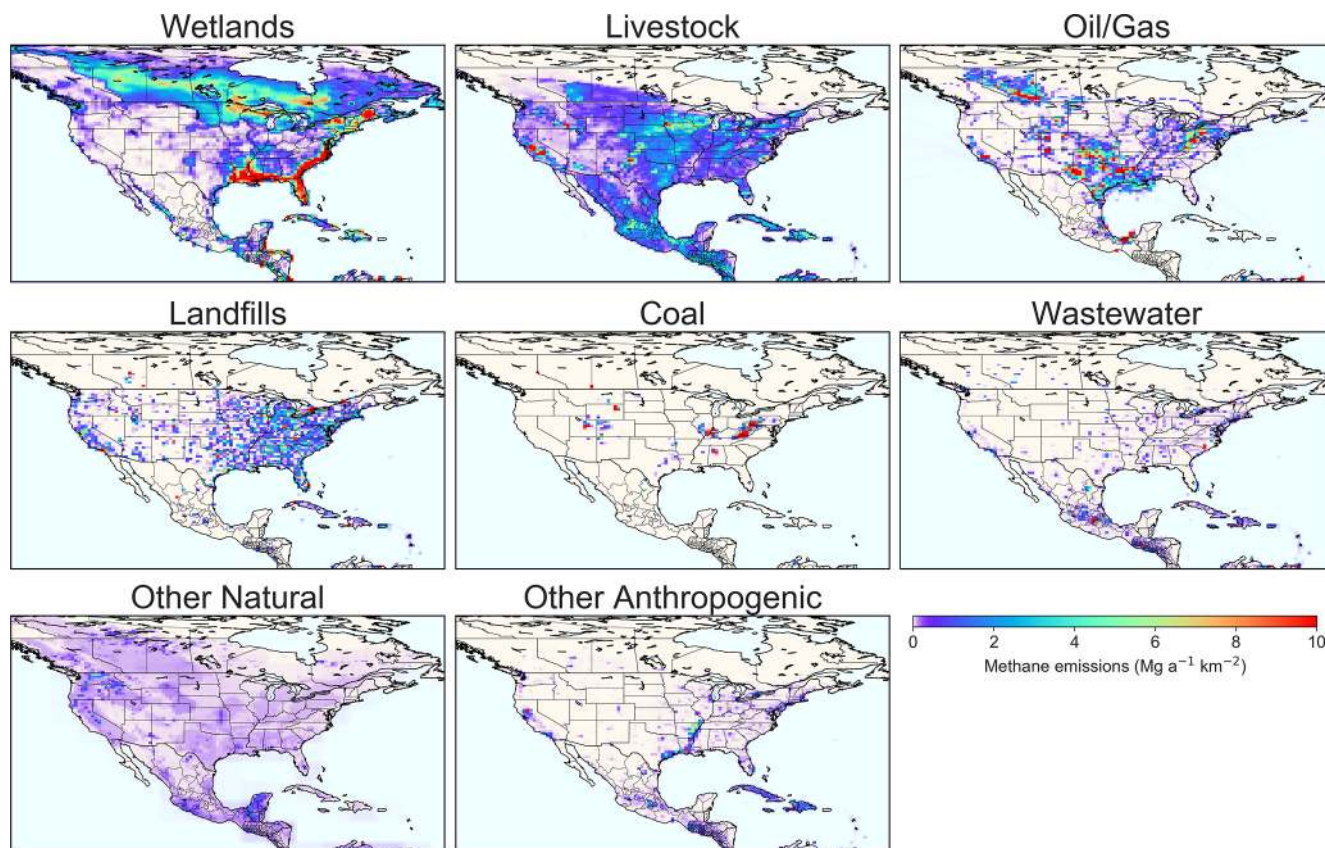 Wetlands
Livestock
Oil/Gas
Landfills
Coal
Wastewater
Other Natural
Other Anthropogenic
0 2 4 6 8 10
Methane emissions (Mg a⁻¹ km⁻²)